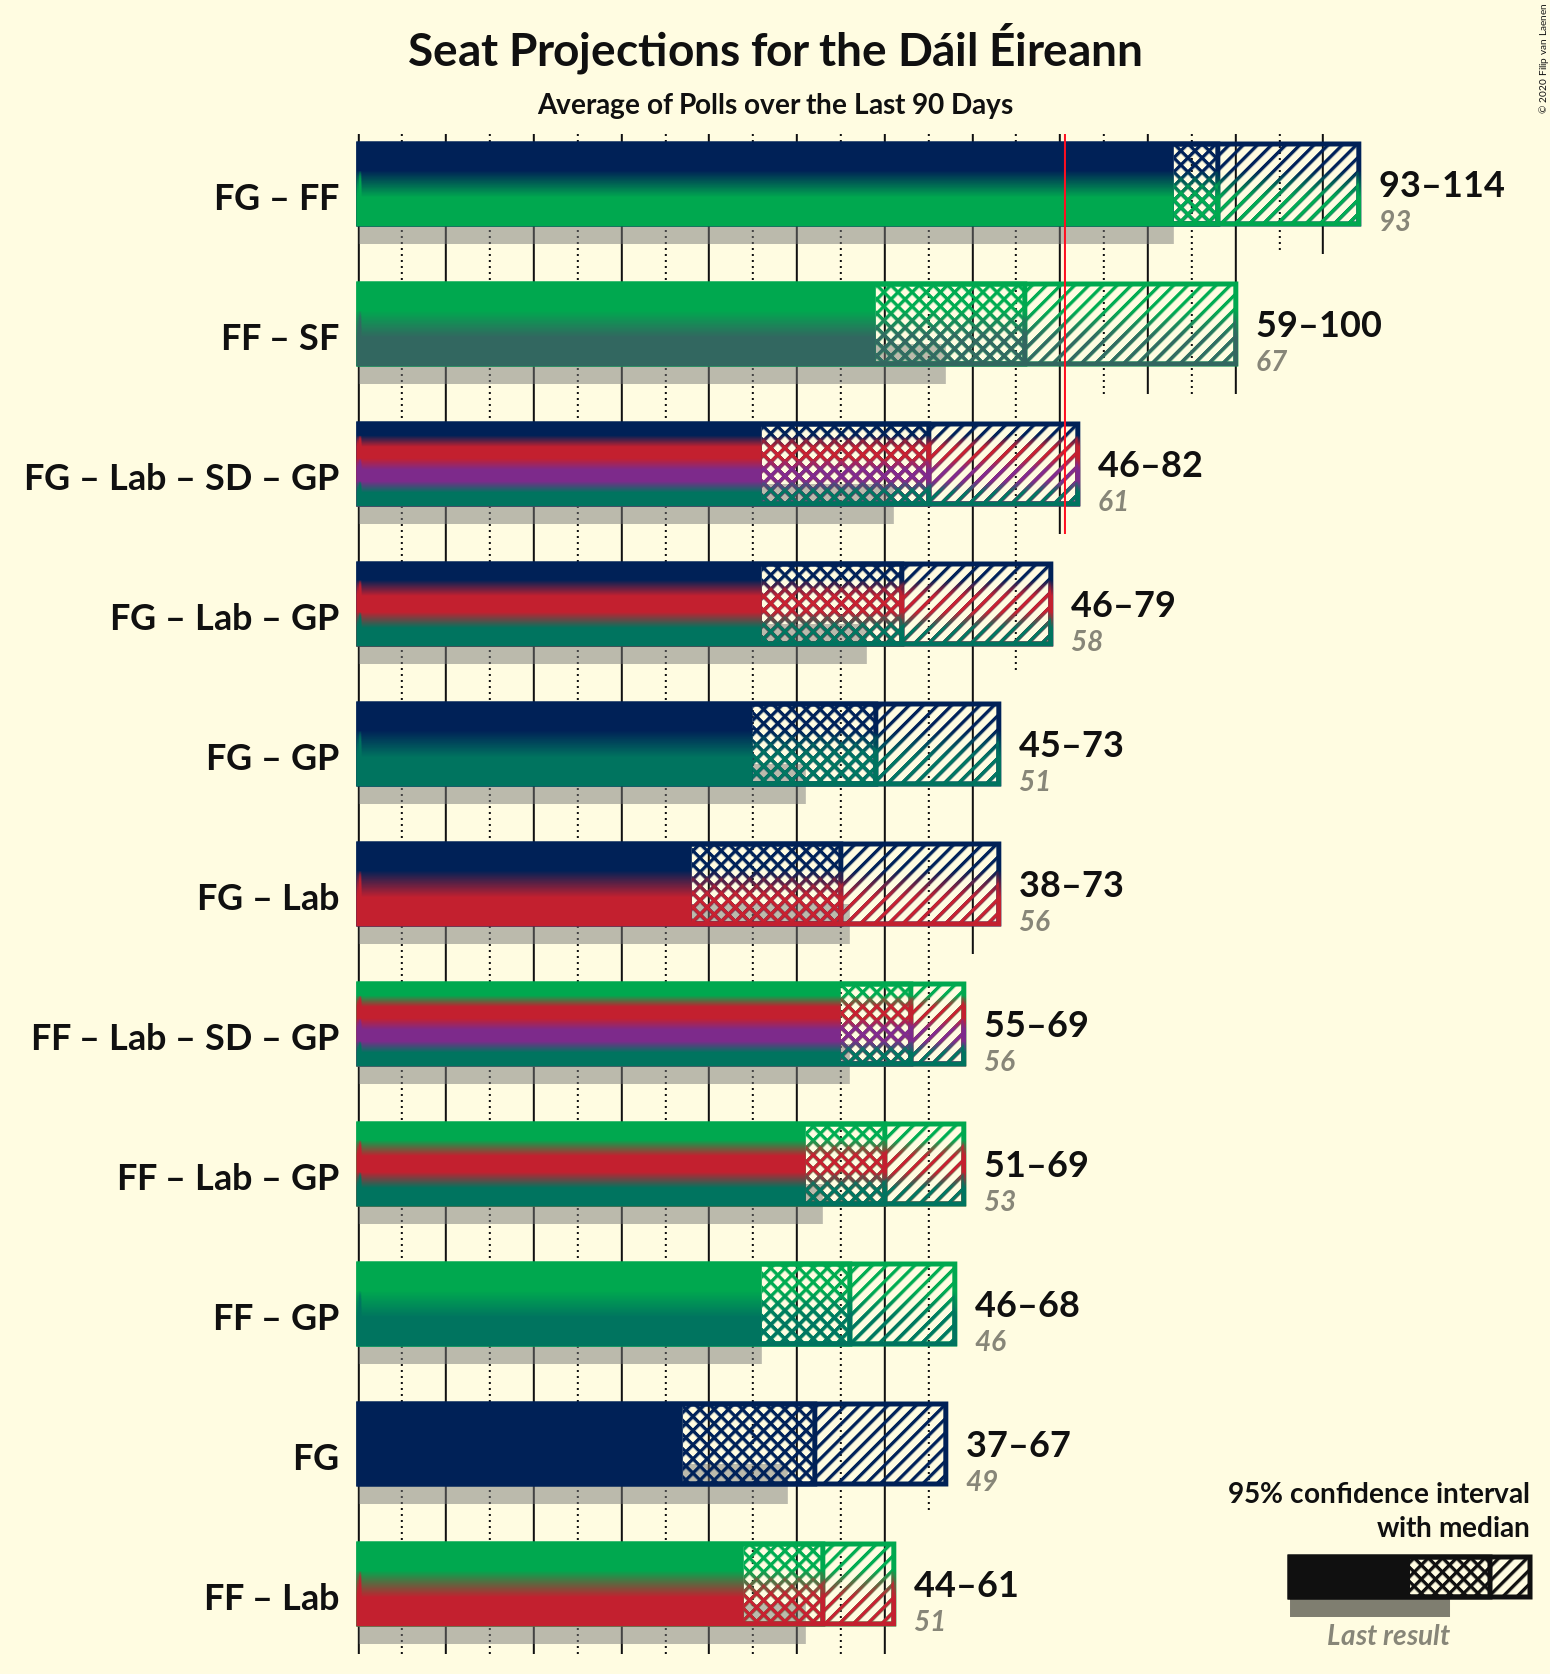 Seat Projections for the Dáil Éireann
Average of Polls over the Last 90 Days
© 2020 Filip van Laenen
FG – FF
93–114
93
FF – SF
59–100
67
FG – Lab – SD – GP
46–82
61
FG – Lab – GP
46–79
58
FG – GP
45–73
51
FG – Lab
38–73
56
FF – Lab – SD – GP
55–69
56
FF – Lab – GP
51–69
53
FF – GP
46–68
46
FG
37–67
49
FF – Lab
44–61
51
95% confidence interval
with median
Last result